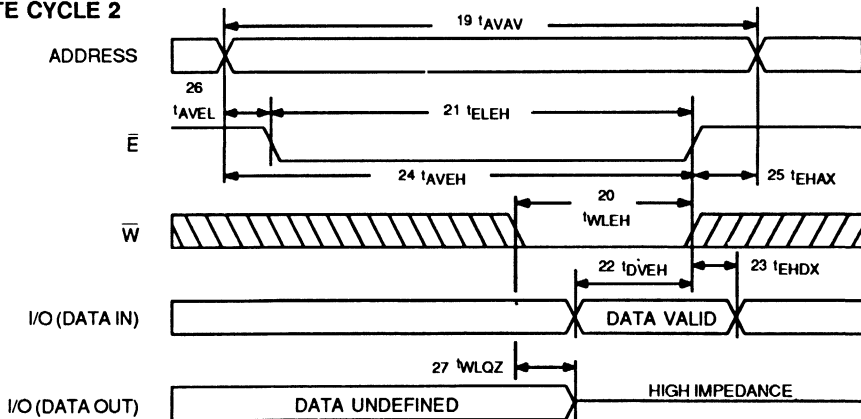 TE CYCLE 2
19 tAVAV
ADDRESS
26
tAVEL
21 tELEH
E
24 tAVEH
25 tEHAX
20
tWLEH
W
22 tDVEH
23 tEHDX
I/O (DATA IN)
DATA VALID
27 tWLQZ
I/O (DATA OUT)
DATA UNDEFINED
HIGH IMPEDANCE